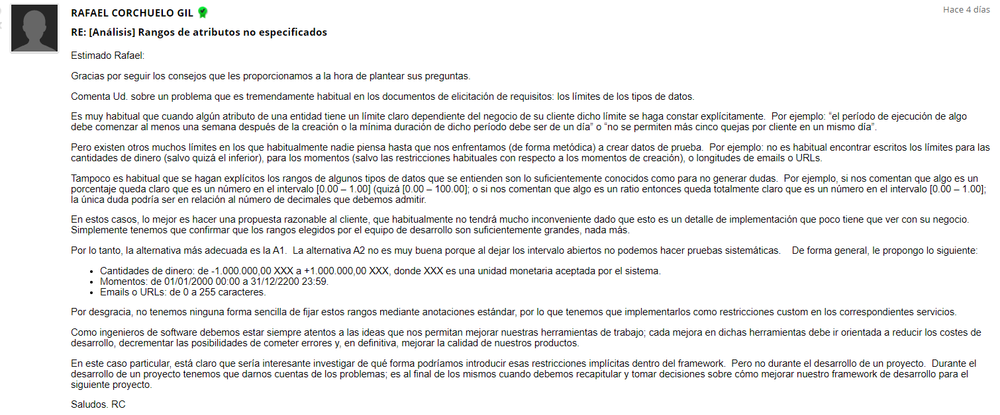 RAFAEL CORCHUELO GIL
Hace 4 días
RE: [Análisis] Rangos de atributos no especificados
Estimado Rafael:
Gracias por seguir los consejos que les proporcionamos a la hora de plantear sus preguntas.
Comenta Ud. sobre un problema que es tremendamente habitual en los documentos de elicitación de requisitos: los límites de los tipos de datos.
Es muy habitual que cuando algún atributo de una entidad tiene un límite claro dependiente del negocio de su cliente dicho límite se haga constar explícitamente.  Por ejemplo: “el período de ejecución de algo
debe comenzar al menos una semana después de la creación o la mínima duración de dicho período debe ser de un día” o “no se permiten más cinco quejas por cliente en un mismo día”.
Pero existen otros muchos límites en los que habitualmente nadie piensa hasta que nos enfrentamos (de forma metódica) a crear datos de prueba.  Por ejemplo: no es habitual encontrar escritos los límites para las
cantidades de dinero (salvo quizá el inferior), para los momentos (salvo las restricciones habituales con respecto a los momentos de creación), o longitudes de emails o URLs.
Tampoco es habitual que se hagan explícitos los rangos de algunos tipos de datos que se entienden son lo suficientemente conocidos como para no generar dudas.  Por ejemplo, si nos comentan que algo es un
porcentaje queda claro que es un número en el intervalo [0.00 – 1.00] (quizá [0.00 – 100.00]; o si nos comentan que algo es un ratio entonces queda totalmente claro que es un número en el intervalo [0.00 – 1.00];
la única duda podría ser en relación al número de decimales que debemos admitir.
En estos casos, lo mejor es hacer una propuesta razonable al cliente, que habitualmente no tendrá mucho inconveniente dado que esto es un detalle de implementación que poco tiene que ver con su negocio.
Simplemente tenemos que confirmar que los rangos elegidos por el equipo de desarrollo son suficientemente grandes, nada más.
Por lo tanto, la alternativa más adecuada es la A1.  La alternativa A2 no es muy buena porque al dejar los intervalo abiertos no podemos hacer pruebas sistemáticas.    De forma general, le propongo lo siguiente:
• Cantidades de dinero: de -1.000.000,00 XXX a +1.000.000,00 XXX, donde XXX es una unidad monetaria aceptada por el sistema.
• Momentos: de 01/01/2000 00:00 a 31/12/2200 23:59.
• Emails o URLs: de 0 a 255 caracteres.
Por desgracia, no tenemos ninguna forma sencilla de fijar estos rangos mediante anotaciones estándar, por lo que tenemos que implementarlos como restricciones custom en los correspondientes servicios.
Como ingenieros de software debemos estar siempre atentos a las ideas que nos permitan mejorar nuestras herramientas de trabajo; cada mejora en dichas herramientas debe ir orientada a reducir los costes de
desarrollo, decrementar las posibilidades de cometer errores y, en definitiva, mejorar la calidad de nuestros productos.
En este caso particular, está claro que sería interesante investigar de qué forma podríamos introducir esas restricciones implícitas dentro del framework.  Pero no durante el desarrollo de un proyecto.  Durante el
desarrollo de un proyecto tenemos que darnos cuentas de los problemas; es al final de los mismos cuando debemos recapitular y tomar decisiones sobre cómo mejorar nuestro framework de desarrollo para el
siguiente proyecto.
Saludos. RC